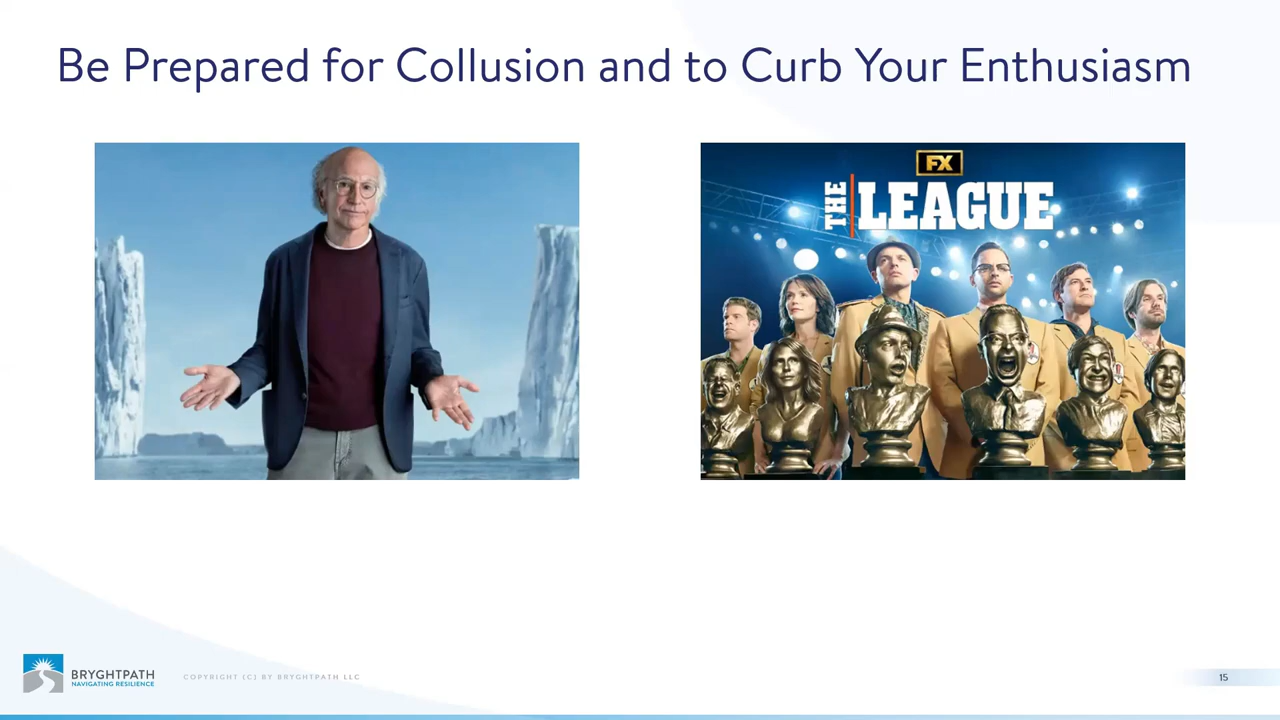 Be Prepared for Collusion and to Curb Your Enthusiasm
FX
THE LEAGUE
BRYGHTPATH
NAVIGATING RESILIENCE
COPYRIGHT (C) BY BRYGHTPATH LLC
15